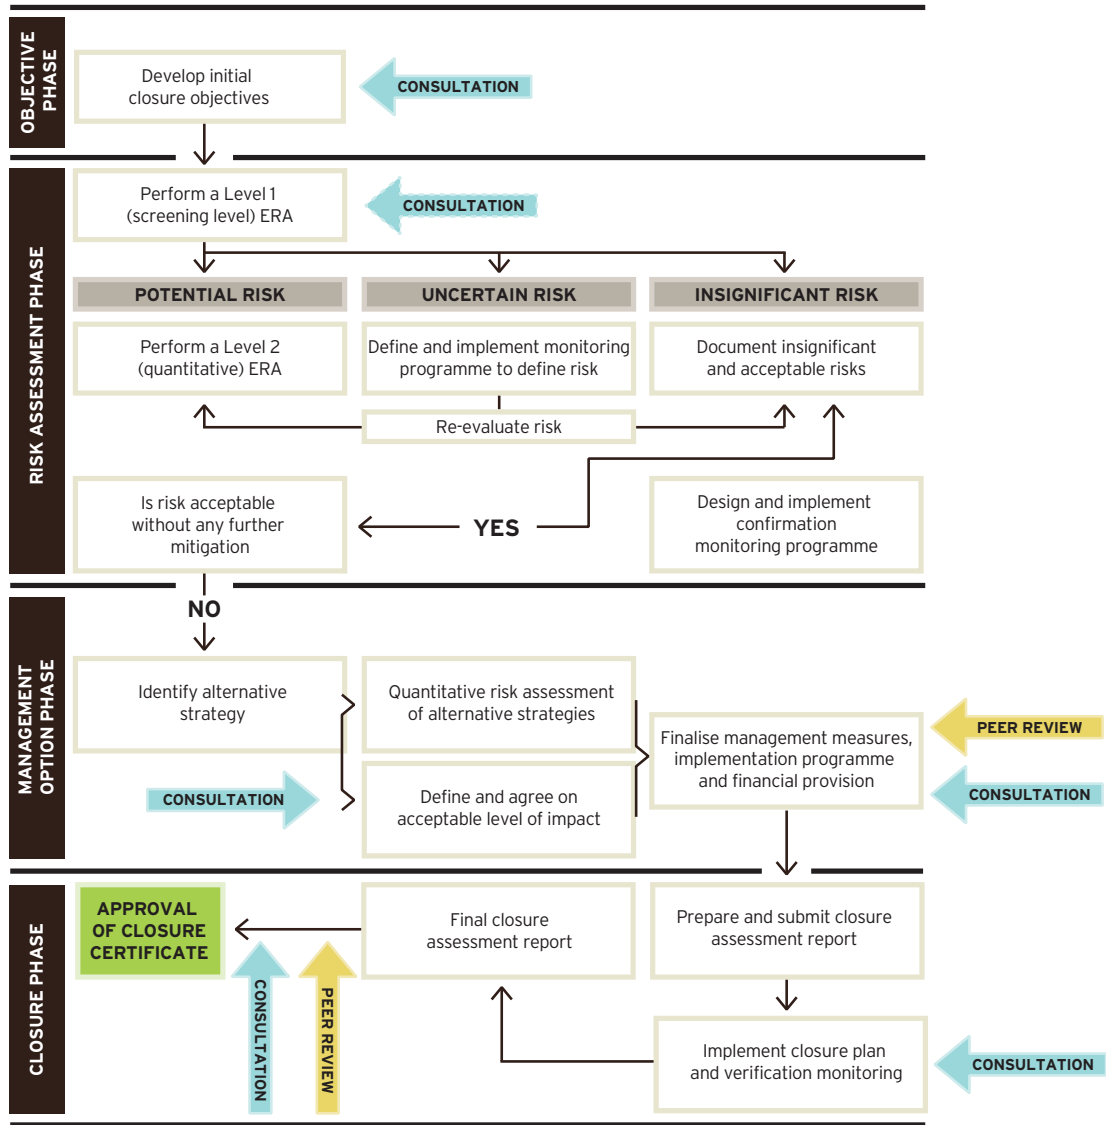 OBJECTIVE
PHASE
Develop initial
closure objectives
CONSULTATION
RISK ASSESSMENT PHASE
Perform a Level 1
(screening level) ERA
CONSULTATION
POTENTIAL RISK
UNCERTAIN RISK
INSIGNIFICANT RISK
Perform a Level 2
(quantitative) ERA
Define and implement monitoring
programme to define risk
Document insignificant
and acceptable risks
Re-evaluate risk
Is risk acceptable
without any further
mitigation
YES
Design and implement
confirmation
monitoring programme
NO
MANAGEMENT
OPTION PHASE
Identify alternative
strategy
Quantitative risk assessment
of alternative strategies
CONSULTATION
Define and agree on
acceptable level of impact
Finalise management measures,
implementation programme
and financial provision
PEER REVIEW
CONSULTATION
CLOSURE PHASE
APPROVAL
OF CLOSURE
CERTIFICATE
CONSULTATION
PEER REVIEW
Final closure
assessment report
Prepare and submit closure
assessment report
Implement closure plan
and verification monitoring
CONSULTATION